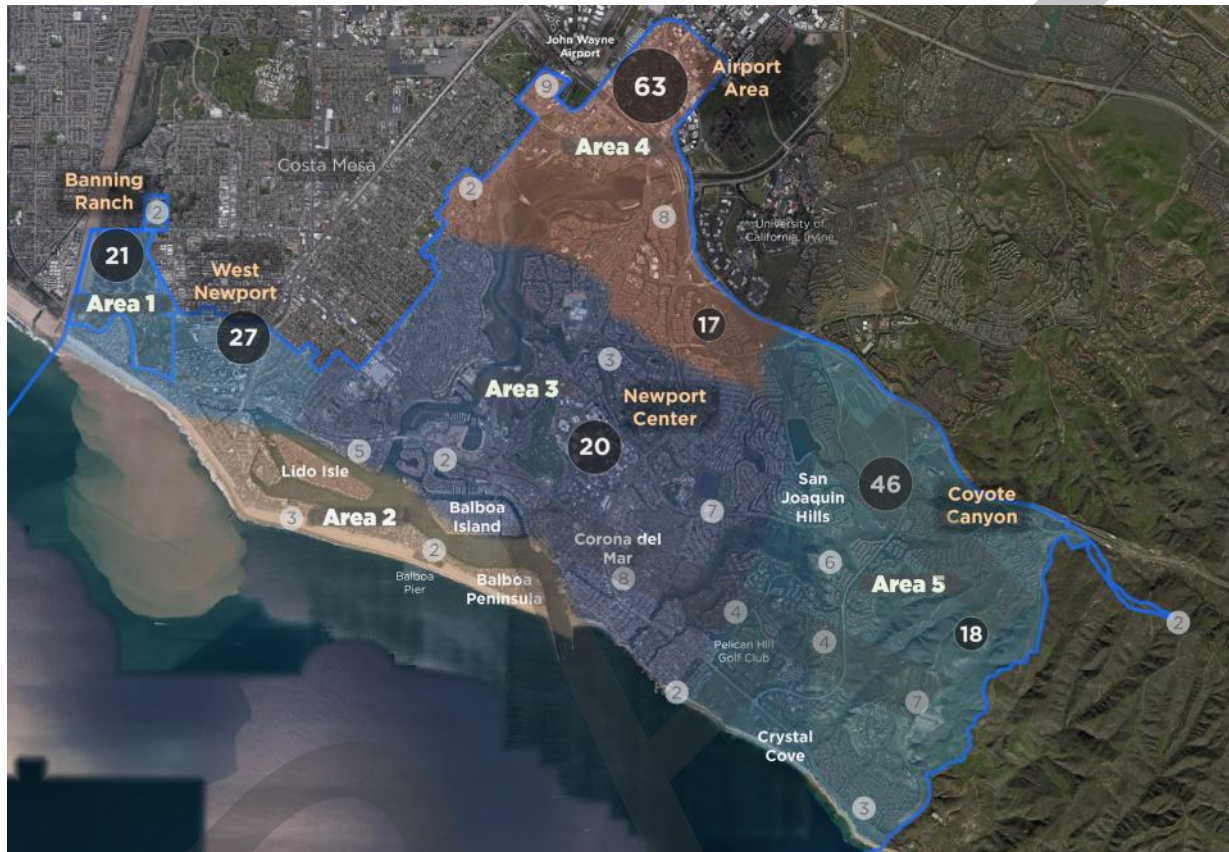 John Wayne
Airport
63
Airport
Area
9
Area 4
Costa Mesa
Banning
Ranch
2
2
8
University of
California, Irvine
21
West
Newport
Area 1
27
17
3
Area 3
Newport
Center
20
5
2
Lido Isle
San
Joaquin
Hills
46
Coyote
Canyon
3
Area 2
Balboa
Island
7
Corona del
Mar
2
Balboa
Pier
Balboa
Peninsula
8
6
Area 5
4
2
18
Pelican Hill
Golf Club
4
2
7
Crystal
Cove
3